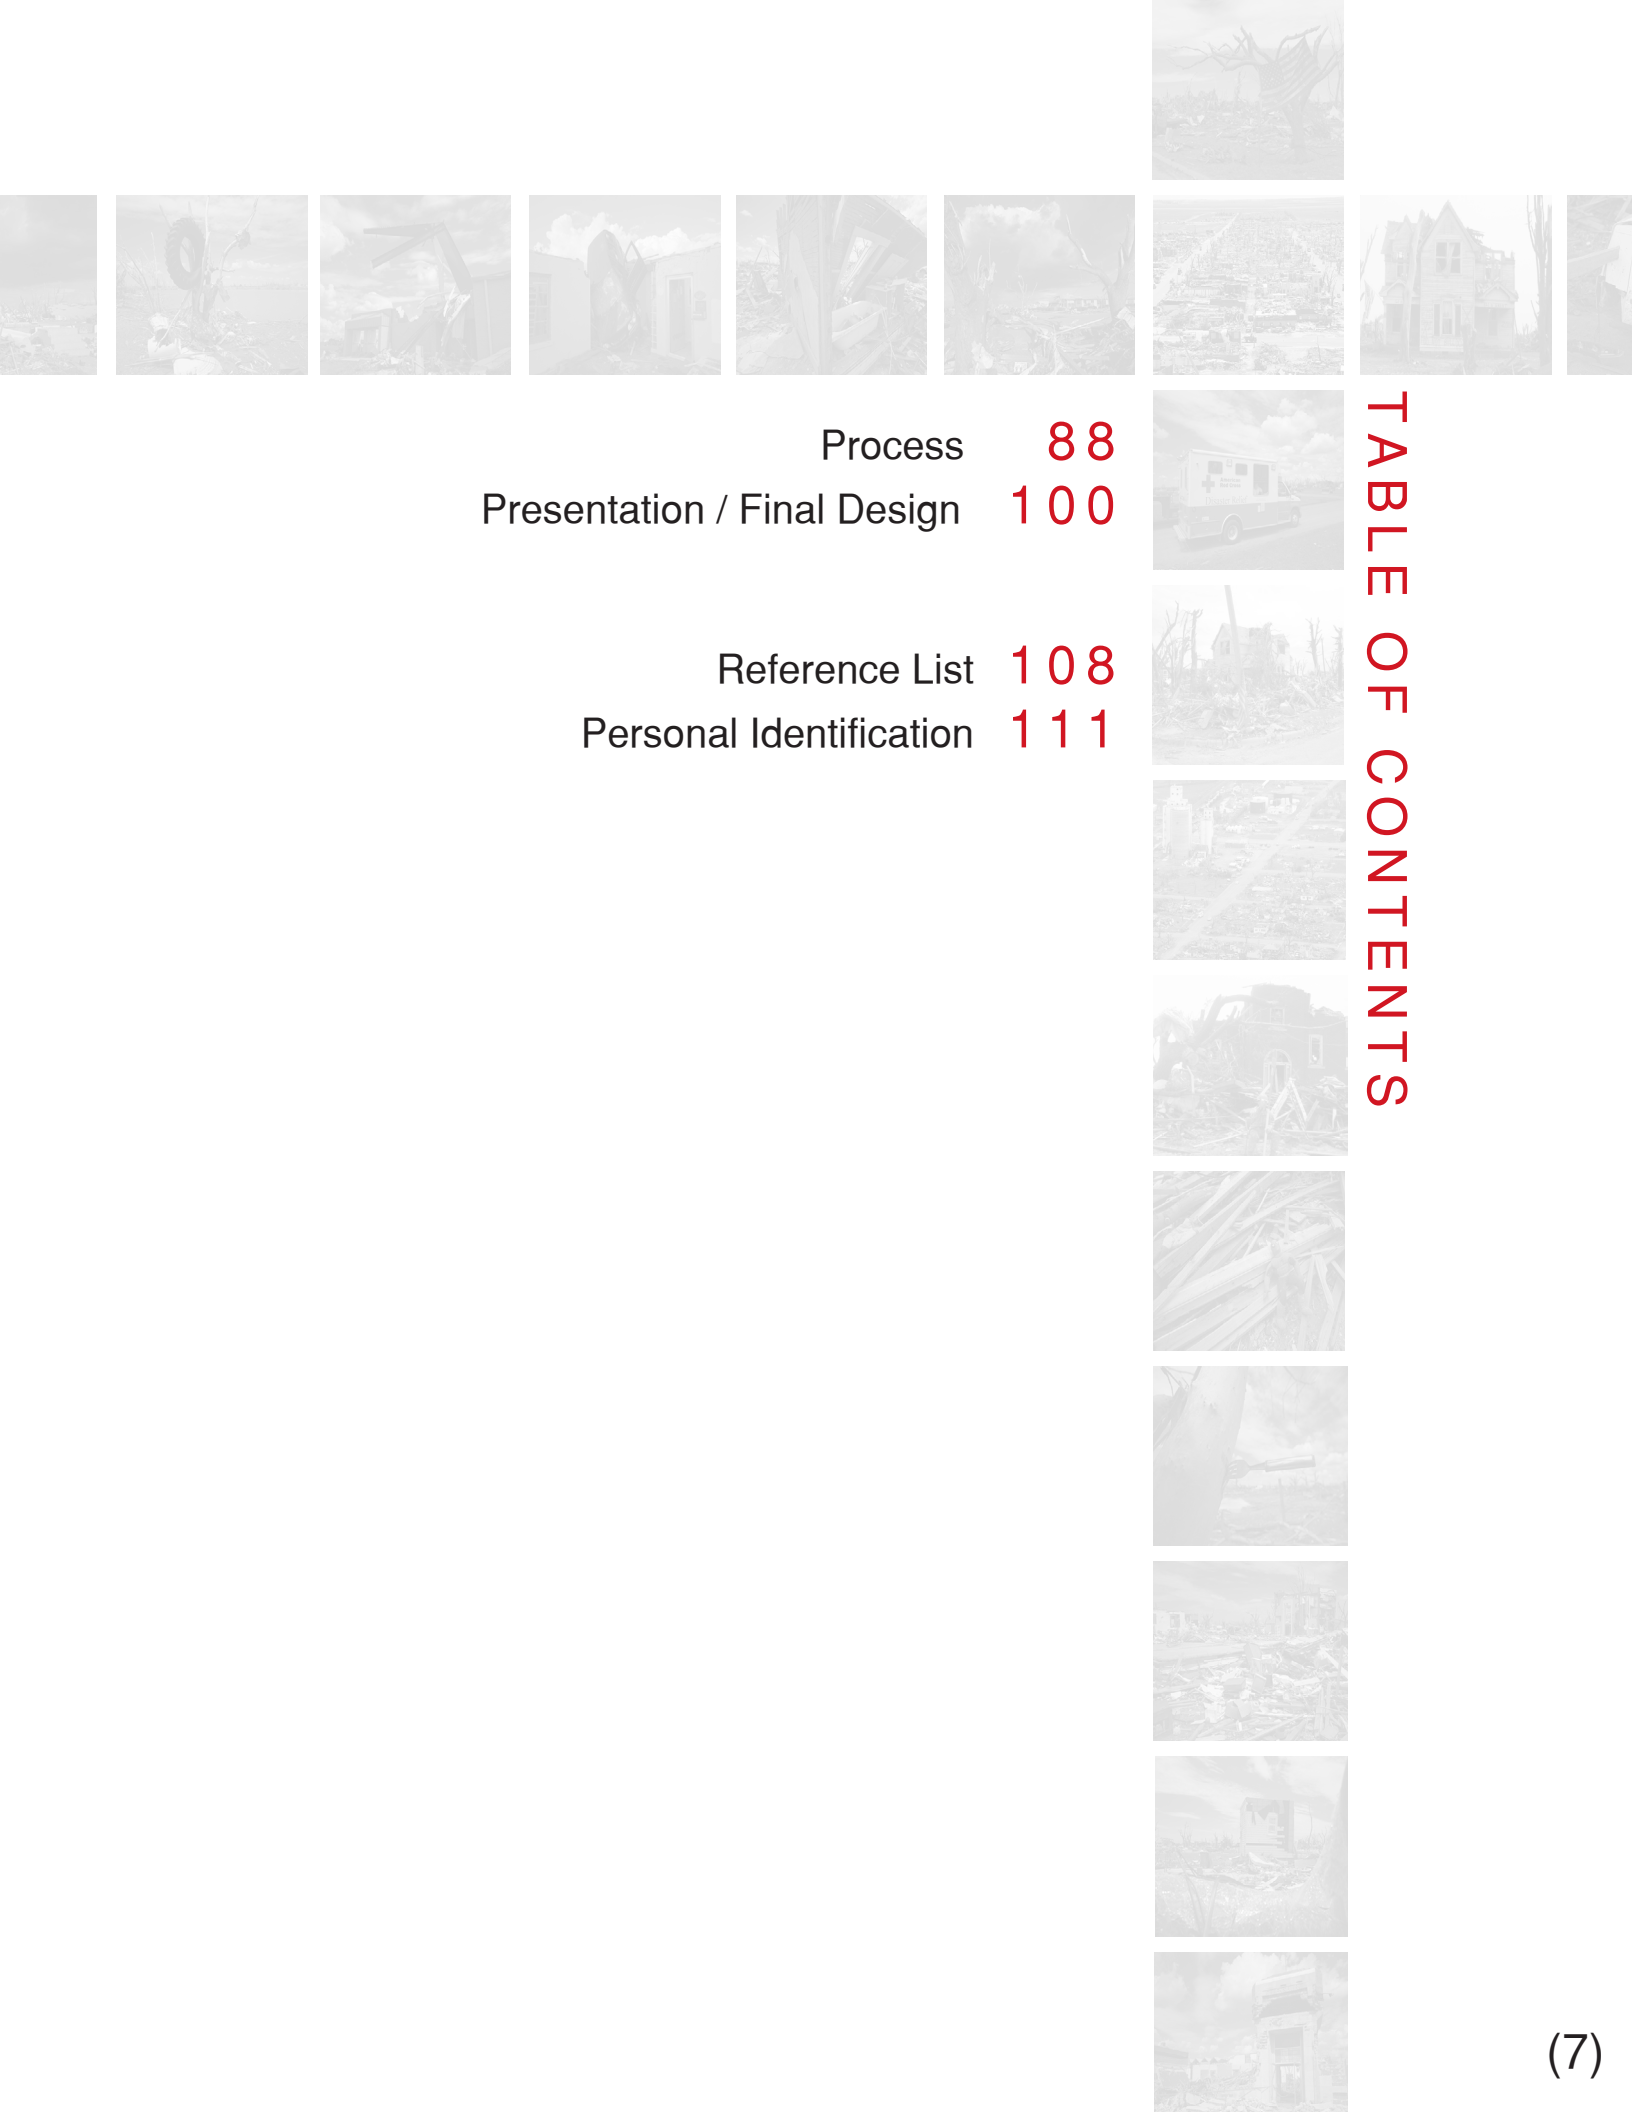 Process 88
Presentation / Final Design 100
Reference List 108
Personal Identification 111
TABLE OF CONTENTS
(7)